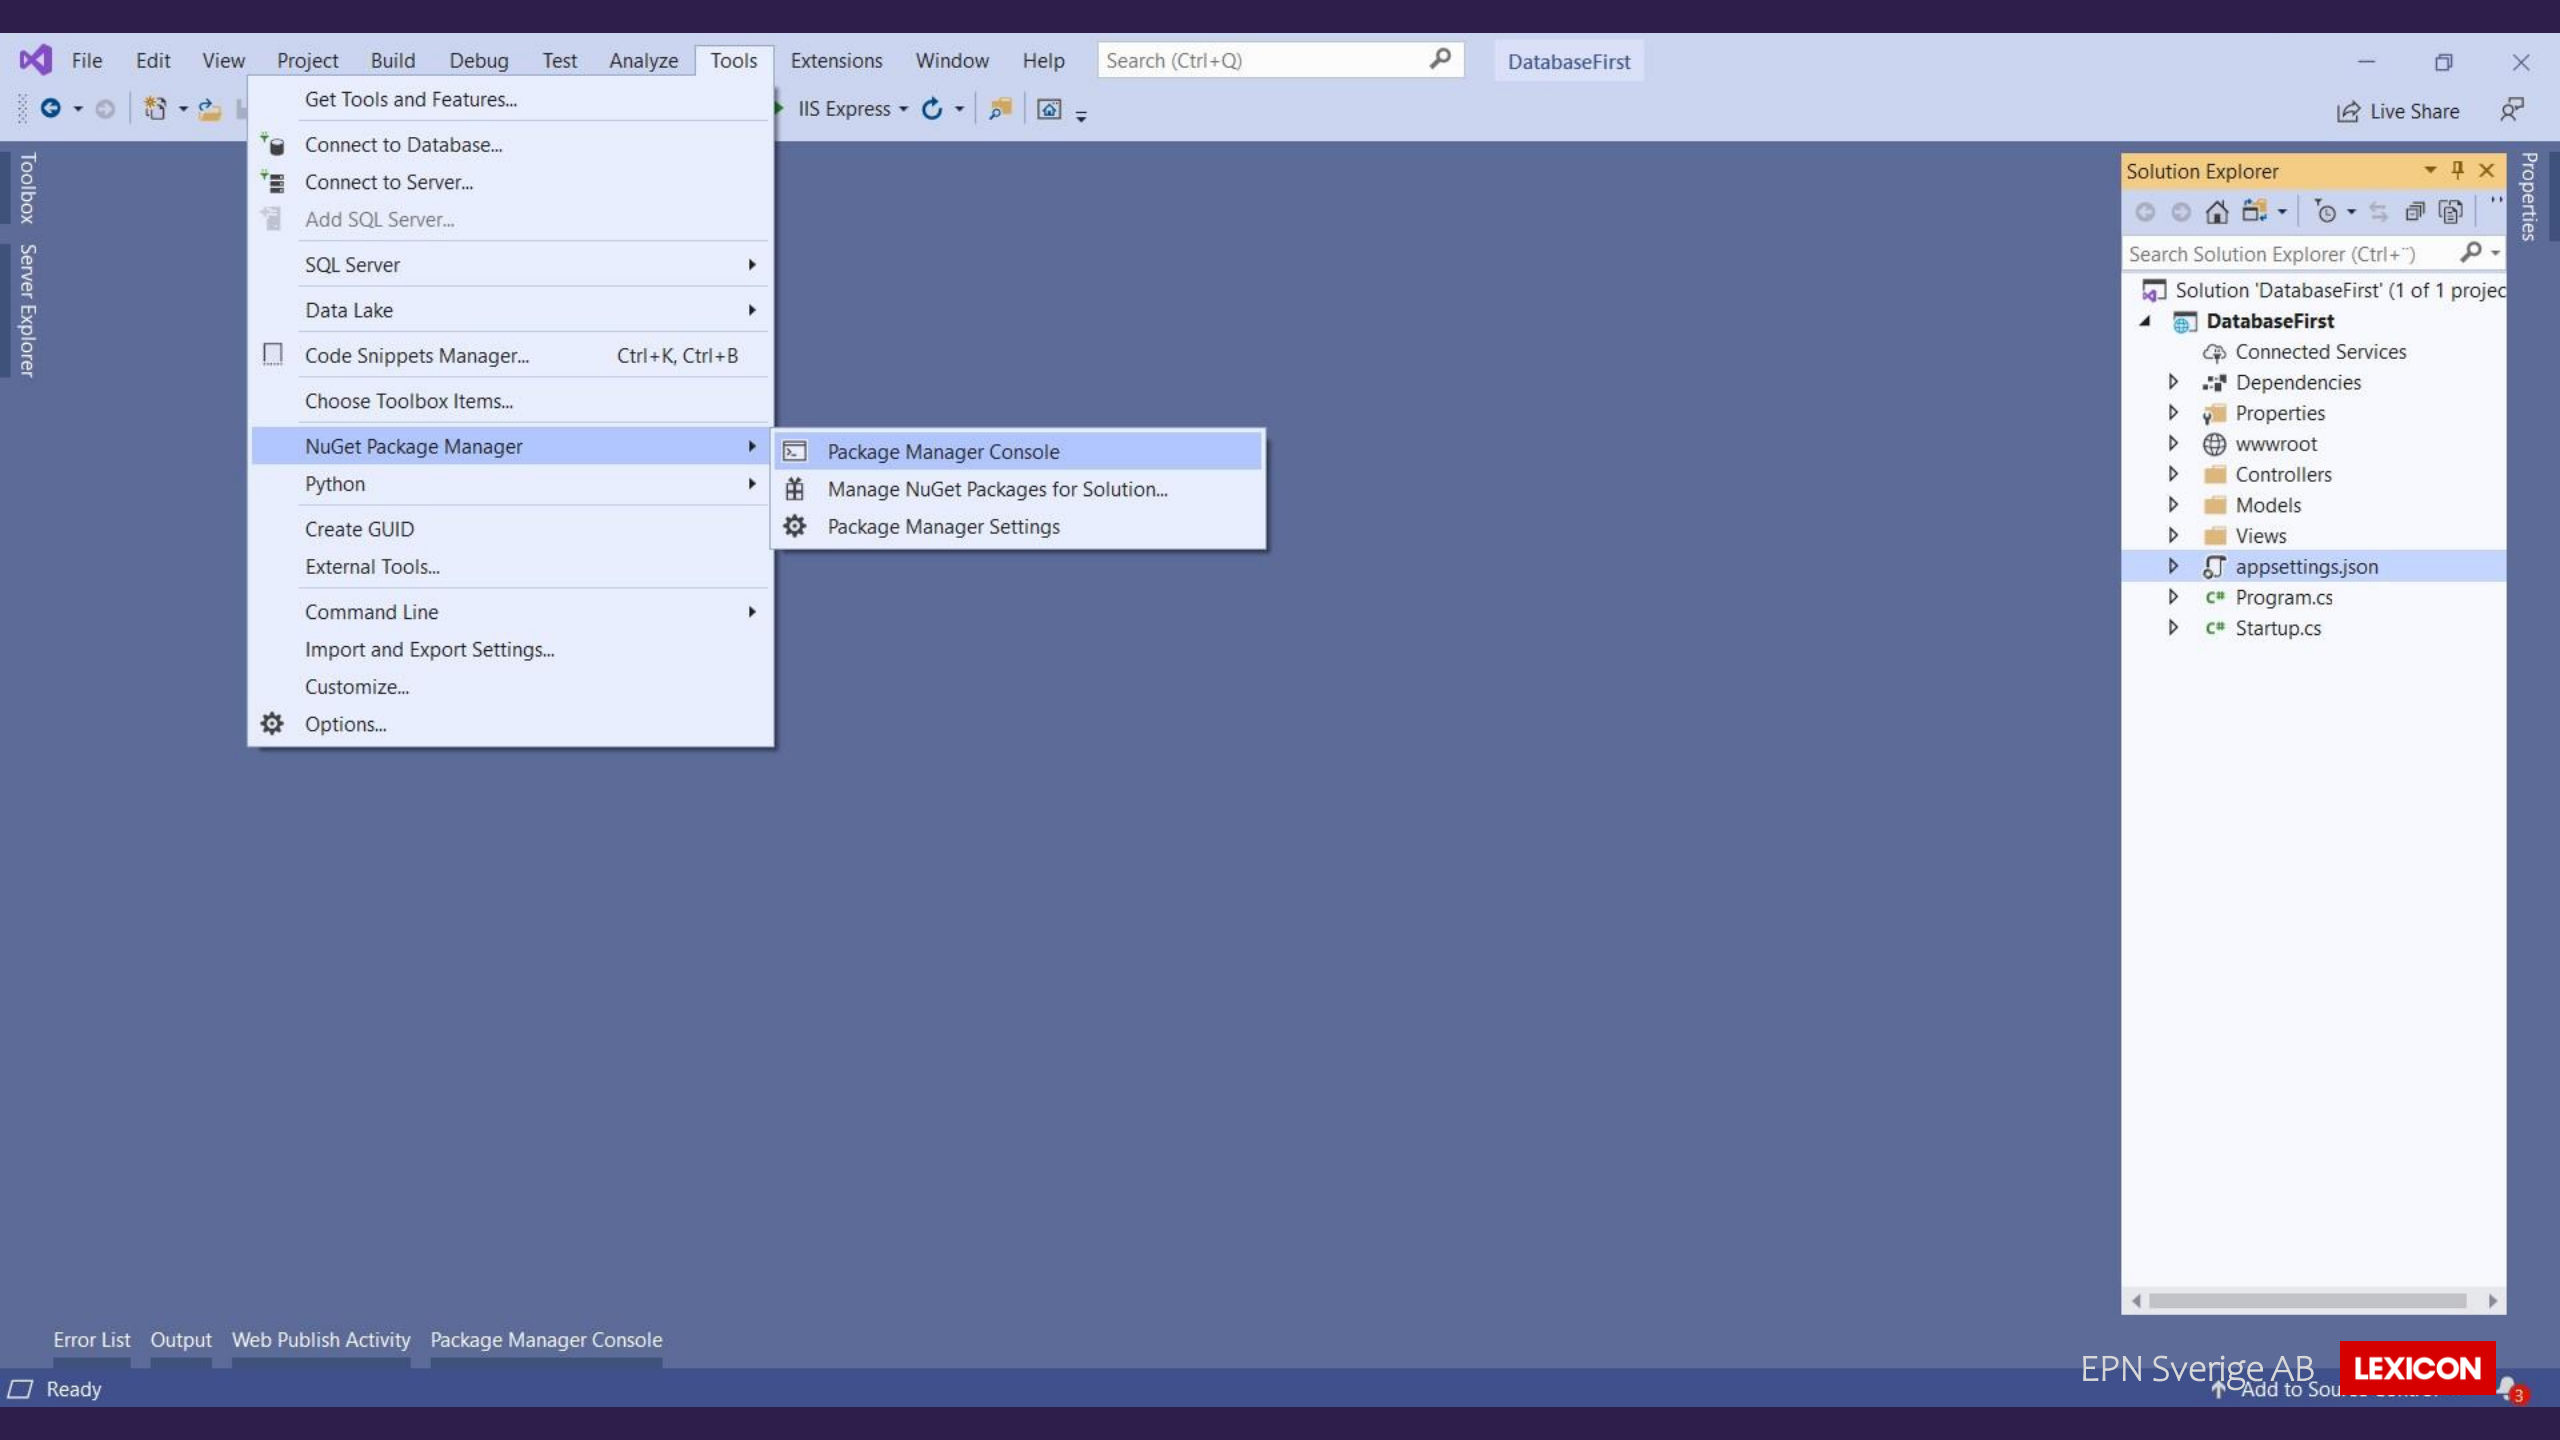 File Edit View Project Build Debug Test Analyze Tools Extensions Window Help Search (Ctrl+Q) DatabaseFirst
IIS Express Live Share
Get Tools and Features...
Connect to Database...
Connect to Server...
Add SQL Server...
SQL Server
Data Lake
Code Snippets Manager... Ctrl+K, Ctrl+B
Choose Toolbox Items...
NuGet Package Manager
Python
Create GUID
External Tools...
Command Line
Import and Export Settings...
Customize...
Options...
Package Manager Console
Manage NuGet Packages for Solution...
Package Manager Settings
Toolbox
Server Explorer
Solution Explorer
Search Solution Explorer (Ctrl+¨)
Solution 'DatabaseFirst' (1 of 1 projec
DatabaseFirst
Connected Services
Dependencies
Properties
wwwroot
Controllers
Models
Views
appsettings.json
Program.cs
Startup.cs
Properties
Error List Output Web Publish Activity Package Manager Console
EPN Sverige AB LEXICON
Ready Add to 3